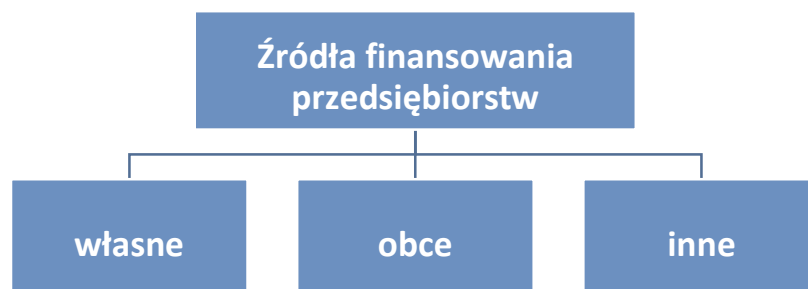 Źródła finansowania
przedsiębiorstw
własne
obce
inne